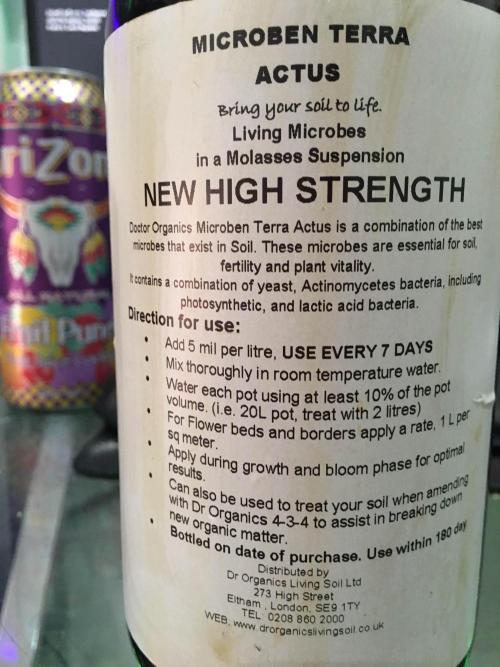 MICROBEN TERRA
ACTUS
Bring your soil to life.
Living Microbes
in a Molasses Suspension
NEW HIGH STRENGTH
Doctor Organics Microben Terra Actus is a combination of the best
microbes that exist in Soil. These microbes are essential for soil,
fertility and plant vitality.
It contains a combination of yeast, Actinomycetes bacteria, including
photosynthetic, and lactic acid bacteria.
Direction for use:
• Add 5 mil per litre, USE EVERY 7 DAYS
• Mix thoroughly in room temperature water.
• Water each pot using at least 10% of the pot
volume. (i.e. 20L pot, treat with 2 litres)
• For Flower beds and borders apply a rate, 1 L per
sq meter.
• Apply during growth and bloom phase for optimal
results.
• Can also be used to treat your soil when amending
with Dr Organics 4-3-4 to assist in breaking down
new organic matter.
• Bottled on date of purchase. Use within 180 day
Distributed by
Dr Organics Living Soil Ltd
273 High Street
Eltham, London, SE9 1TY
TEL: 0208 860 2000
WEB: www.drorganicslivingsoil.co.uk
riZon
ALL NATURAL
Fruit Punch